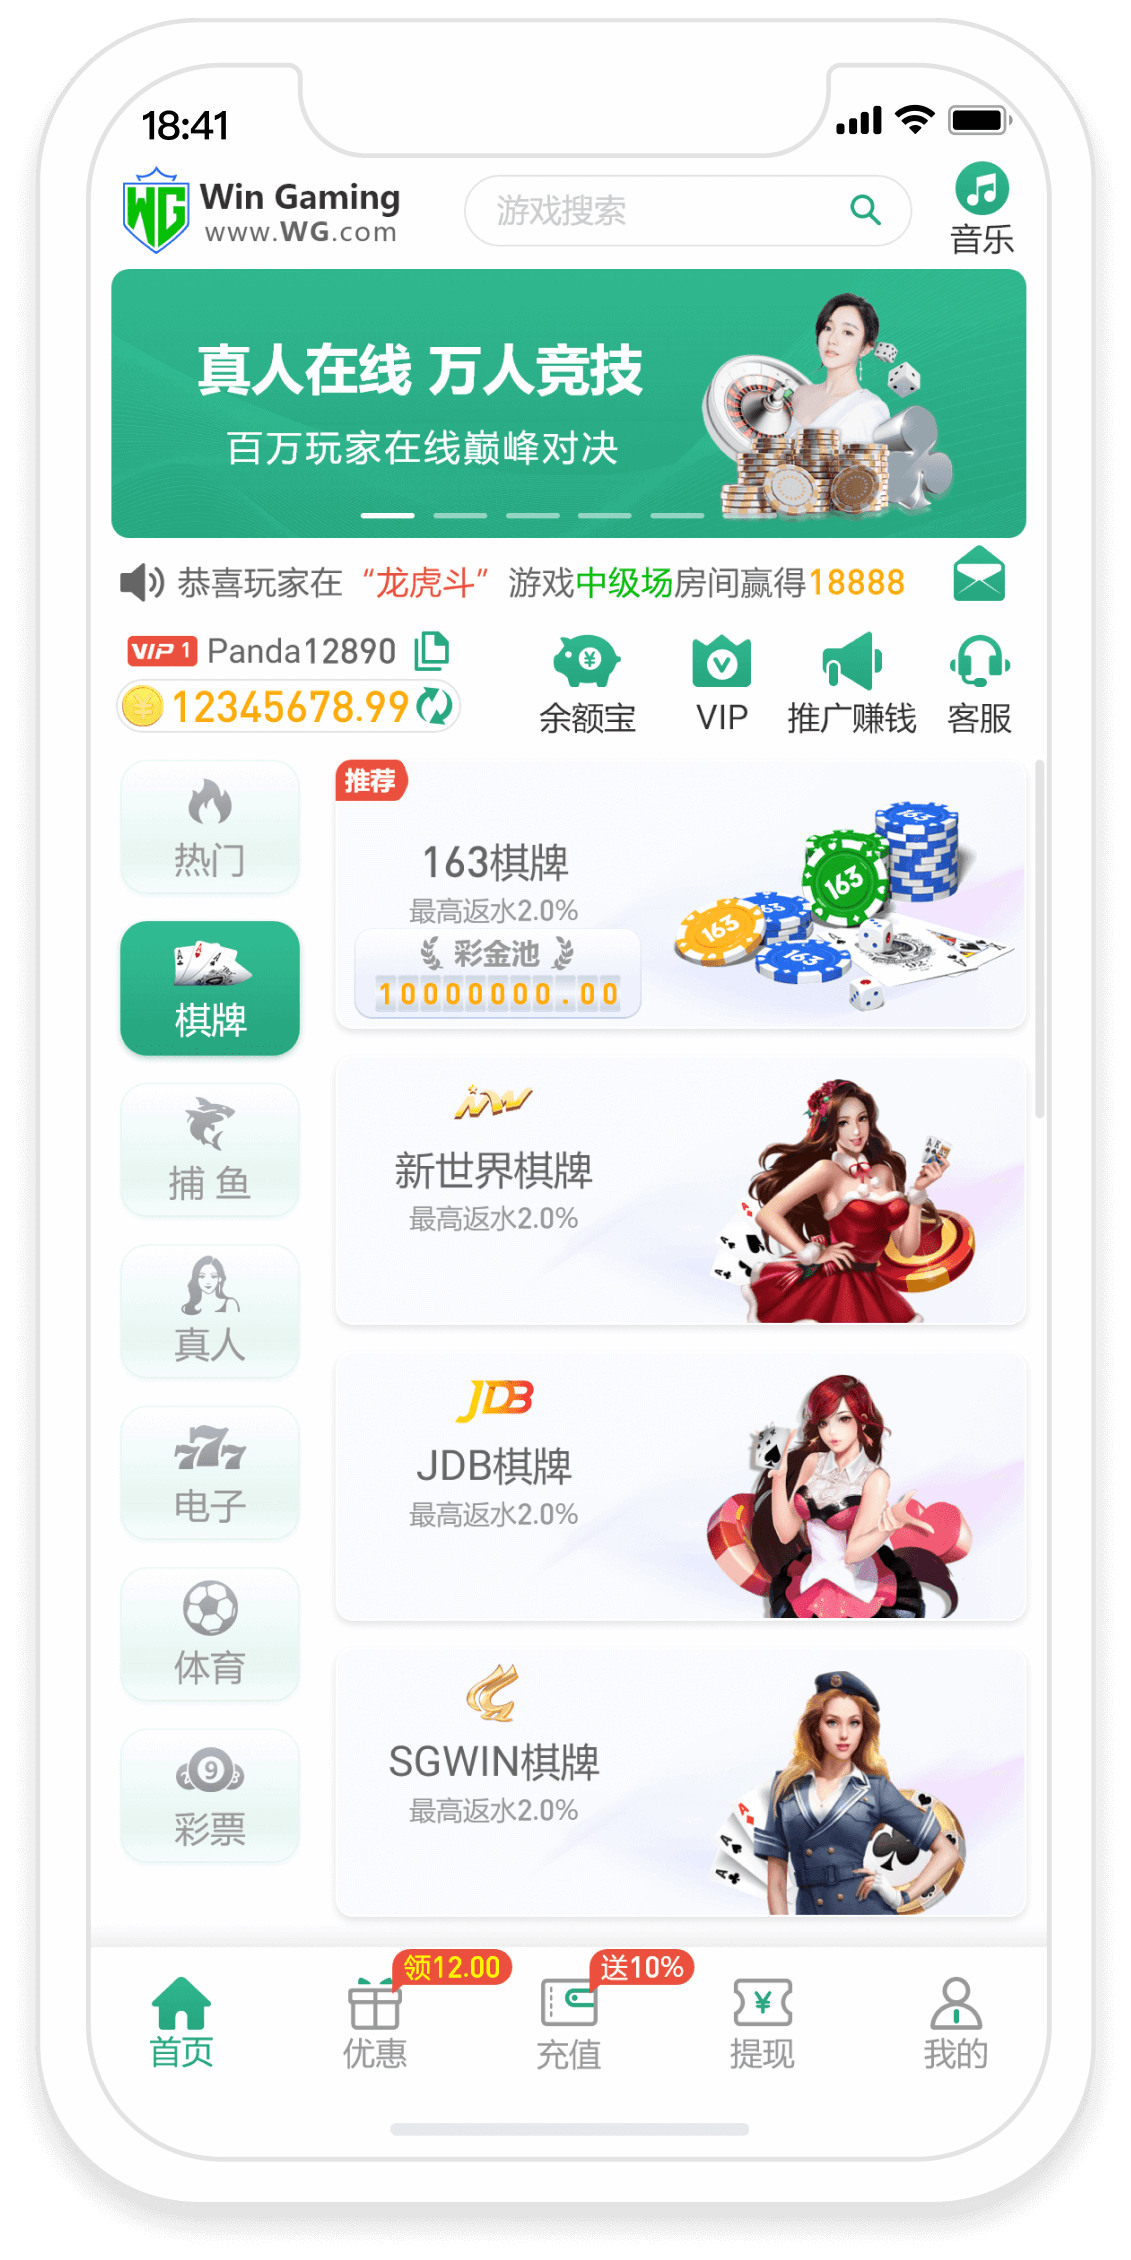 18:41
WG
Win Gaming
www.WG.com
游戏搜索
音乐
真人在线 万人竞技
百万玩家在线巅峰对决
恭喜玩家在 “龙虎斗” 游戏中级场房间赢得18888
VIP 1 Panda12890
12345678.99
余额宝
VIP
推广赚钱
客服
热门
棋牌
捕 鱼
真人
777
电子
体育
9
彩票
推荐
163棋牌
最高返水2.0%
彩金池
10000000.00
163
163
163
163
163
NW
新世界棋牌
最高返水2.0%
JDB
JDB棋牌
最高返水2.0%
SGWIN棋牌
最高返水2.0%
首页
领12.00
优惠
送10%
充值
提现
我的